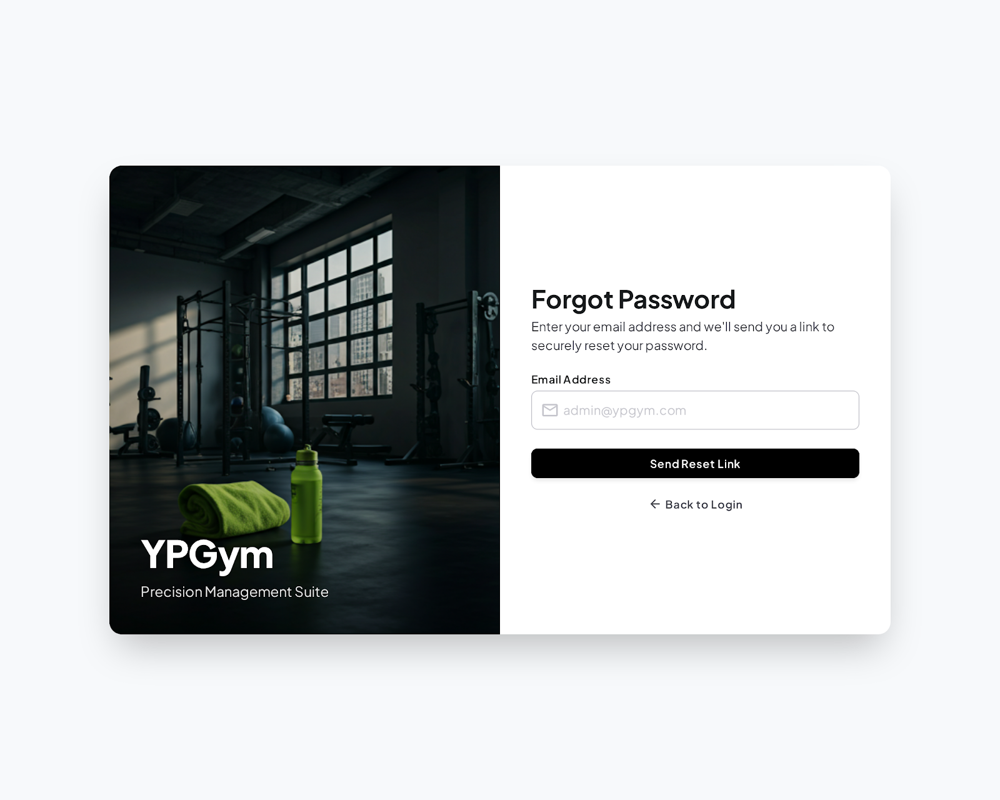 YPGym
Precision Management Suite
Forgot Password
Enter your email address and we'll send you a link to
securely reset your password.
Email Address
admin@ypgym.com
Send Reset Link
← Back to Login